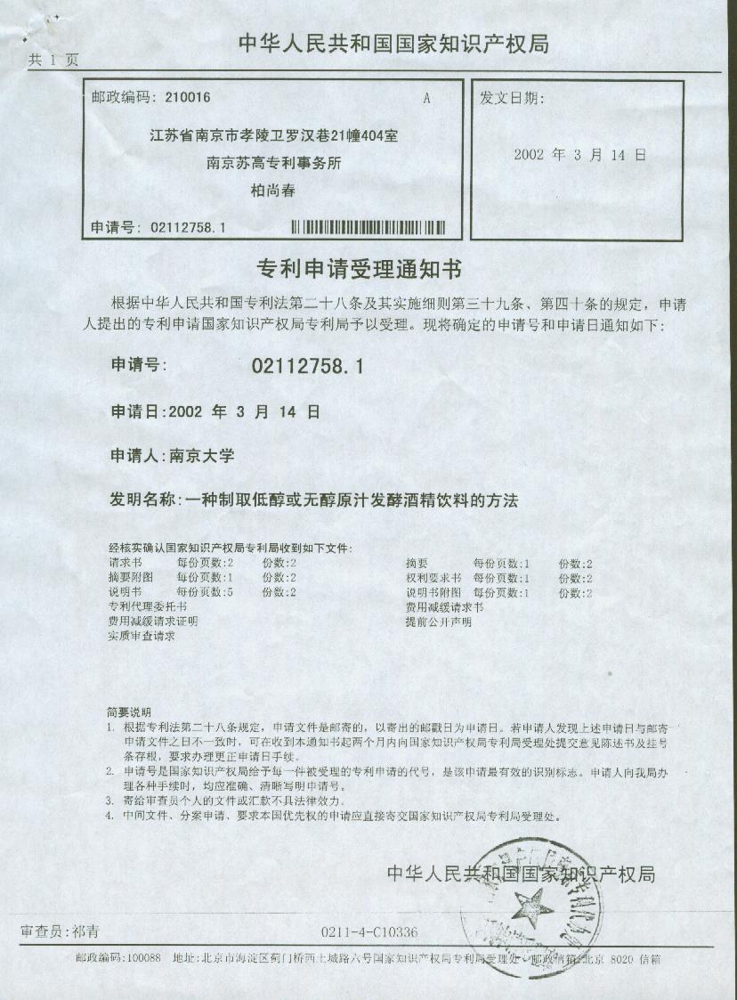 中华人民共和国国家知识产权局
共 1 页
邮政编码: 210016 A
江苏省南京市孝陵卫罗汉巷21幢404室
南京苏高专利事务所
柏尚春
申请号: 02112758.1
发文日期:
2002 年 3 月 14 日
专利申请受理通知书
根据中华人民共和国专利法第二十八条及其实施细则第三十九条、第四十条的规定, 申请
人提出的专利申请国家知识产权局专利局予以受理。现将确定的申请号和申请日通知如下:
申请号: 02112758.1
申请日:2002 年 3 月 14 日
申请人:南京大学
发明名称:一种制取低醇或无醇原汁发酵酒精饮料的方法
经核实确认国家知识产权局专利局收到如下文件:
请求书 每份页数:2 份数:2 摘要 每份页数:1 份数:2
摘要附图 每份页数:1 份数:2 权利要求书 每份页数:1 份数:2
说明书 每份页数:5 份数:2 说明书附图 每份页数:1 份数:2
专利代理委托书 费用减缓请求书
费用减缓请求证明 提前公开声明
实质审查请求
简要说明
1. 根据专利法第二十八条规定, 申请文件是邮寄的, 以寄出的邮戳日为申请日。若申请人发现上述申请日与邮寄
申请文件之日不一致时, 可在收到本通知书起两个月内向国家知识产权局专利局受理处提交意见陈述书及挂号
条存根, 要求办理更正申请日手续。
2. 申请号是国家知识产权局给予每一件被受理的专利申请的代号, 是该申请最有效的识别标志。申请人向我局办
理各种手续时, 均应准确、清晰写明申请号。
3. 寄给审查员个人的文件或汇款不具法律效力。
4. 中间文件、分案申请、要求本国优先权的申请应直接寄交国家知识产权局专利局受理处。
中华人民共和国国家知识产权局
审查员:祁青 0211-4-C10336
邮政编码:100088 地址:北京市海淀区蓟门桥西土城路六号国家知识产权局专利局受理处 邮政信箱:北京 8020 信箱